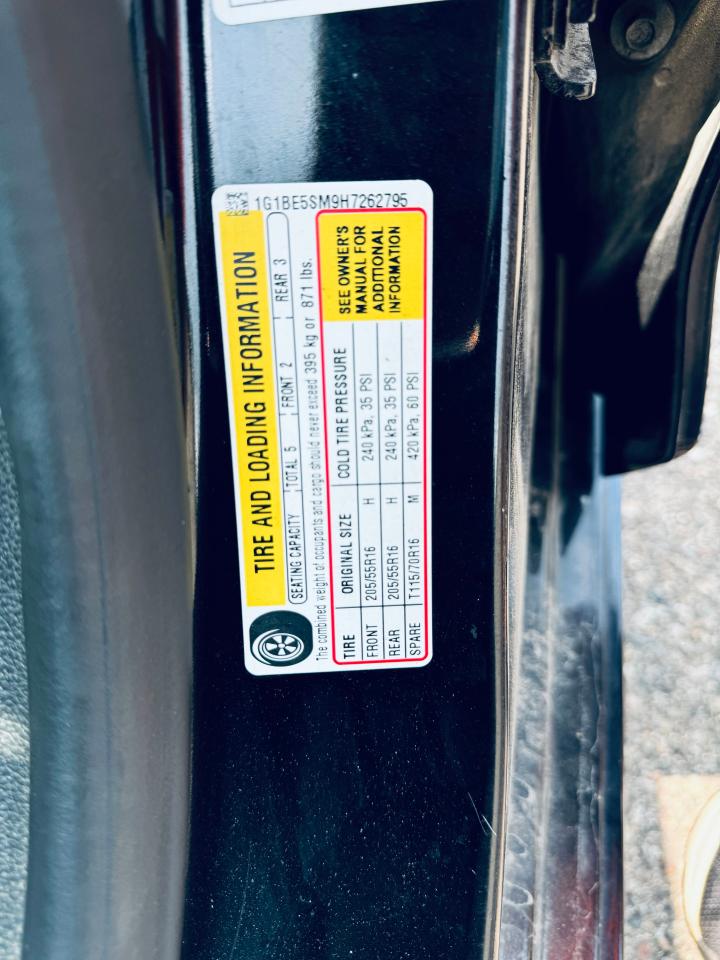 1G1BE5SM9H7262795
TIRE AND LOADING INFORMATION
SEATING CAPACITY TOTAL 5 FRONT 2 REAR 3
The combined weight of occupants and cargo should never exceed 395 kg or 871 lbs.
TIRE ORIGINAL SIZE COLD TIRE PRESSURE
FRONT 205/55R16 H 240 kPa, 35 PSI
REAR 205/55R16 H 240 kPa, 35 PSI
SPARE T115/70R16 M 420 kPa, 60 PSI
SEE OWNER'S
MANUAL FOR
ADDITIONAL
INFORMATION